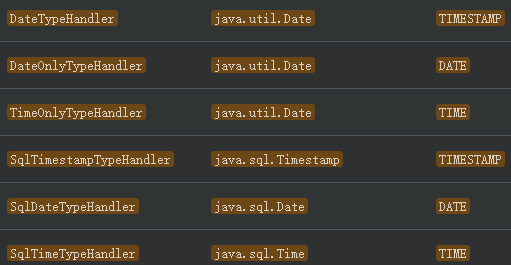 DateTypeHandler java.util.Date TIMESTAMP
DateOnlyTypeHandler java.util.Date DATE
TimeOnlyTypeHandler java.util.Date TIME
SqlTimestampTypeHandler java.sql.Timestamp TIMESTAMP
SqlDateTypeHandler java.sql.Date DATE
SqlTimeTypeHandler java.sql.Time TIME